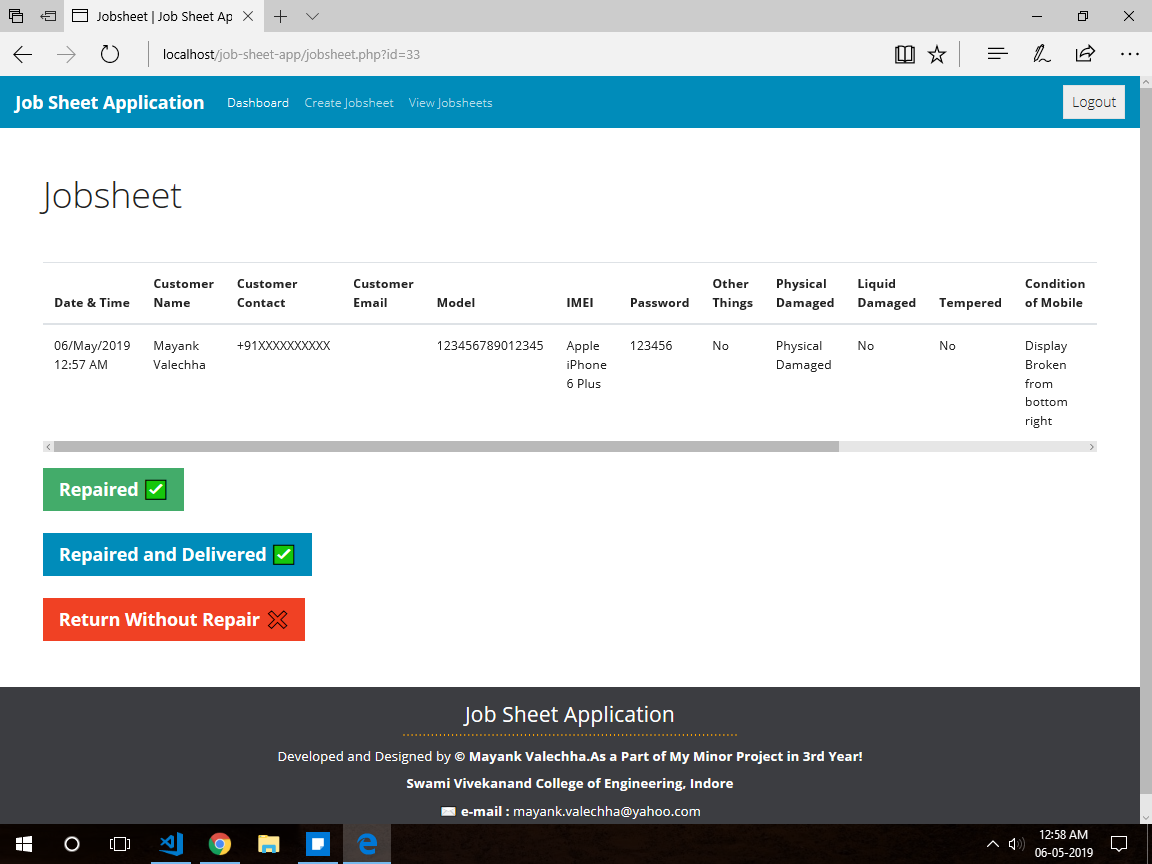 Jobsheet | Job Sheet Ap
localhost/job-sheet-app/jobsheet.php?id=33
Job Sheet Application Dashboard Create Jobsheet View Jobsheets Logout
Jobsheet
Date & Time Customer Name Customer Contact Customer Email Model IMEI Password Other Things Physical Damaged Liquid Damaged Tempered Condition of Mobile
06/May/2019 12:57 AM Mayank Valechha +91XXXXXXXXXX 123456789012345 Apple iPhone 6 Plus 123456 No Physical Damaged No No Display Broken from bottom right
Repaired ✅
Repaired and Delivered ✅
Return Without Repair ❌
Job Sheet Application
Developed and Designed by © Mayank Valechha.As a Part of My Minor Project in 3rd Year!
Swami Vivekanand College of Engineering, Indore
✉ e-mail : mayank.valechha@yahoo.com
12:58 AM
06-05-2019